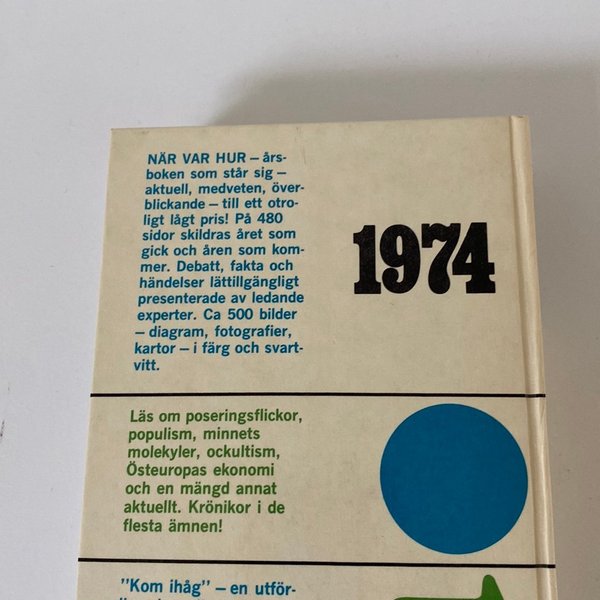 NÄR VAR HUR – års-
boken som står sig –
aktuell, medveten, över-
blickande – till ett otro-
ligt lågt pris! På 480
sidor skildras året som
gick och åren som kom-
mer. Debatt, fakta och
händelser lättillgängligt
presenterade av ledande
experter. Ca 500 bilder
– diagram, fotografier,
kartor – i färg och svart-
vitt.
1974
Läs om poseringsflickor,
populism, minnets
molekyler, ockultism,
Östeuropas ekonomi
och en mängd annat
aktuellt. Krönikor i de
flesta ämnen!
"Kom ihåg" – en utför-